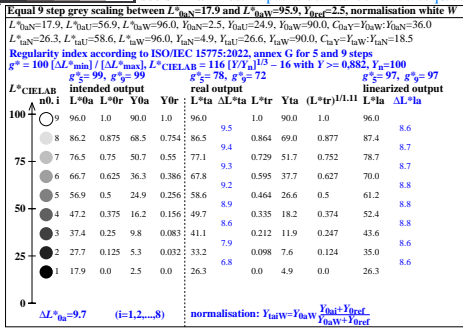 Equal 9 step grey scaling between L*0aN=17.9 and L*0aW=95.9, Y0ref=2.5, normalisation white W
L*0aN=17.9, L*0aU=56.9, L*0aW=96.0, Y0aN=2.5, Y0aU=24.9, Y0aW=90.0, C0aY=Y0aW:Y0aN=36.0
L*taN=26.3, L*taU=58.6, L*taW=96.0, YtaN=4.9, YtaU=26.6, YtaW=90.0, CtaY=YtaW:YtaN=18.5
Regularity index according to ISO/IEC 15775:2022, annex G for 5 and 9 steps
g* = 100 [ΔL*min] / [ΔL*max], L*CIELAB = 116 [Y/Yn]1/3 – 16 with Y >= 0,882, Yn=100
g*5= 99, g*9= 99 g*5= 78, g*9= 72 g*5= 97, g*9= 97
L*CIELAB intended output real output linearized output
n0. i L*0a L*0r Y0a Y0r L*ta ΔL*ta L*tr Yta (L*tr)1/1.11 L*la ΔL*la
100
9 96.0 1.0 90.0 1.0 96.0 1.0 90.0 1.0 96.0
9.5 8.6
8 86.2 0.875 68.5 0.754 86.5 0.864 69.0 0.877 87.4
9.4 8.6
75
7 76.5 0.75 50.7 0.55 77.1 0.729 51.7 0.752 78.7
9.3 8.7
6 66.7 0.625 36.3 0.386 67.8 0.595 37.7 0.627 70.0
9.2 8.8
5 56.9 0.5 24.9 0.256 58.6 0.464 26.6 0.5 61.2
8.9 8.8
50
4 47.2 0.375 16.2 0.156 49.7 0.335 18.2 0.374 52.4
8.6 8.8
3 37.4 0.25 9.8 0.083 41.1 0.212 11.9 0.247 43.6
7.9 8.6
25
2 27.7 0.125 5.3 0.032 33.2 0.098 7.6 0.124 35.0
6.8 8.6
1 17.9 0.0 2.5 0.0 26.3 0.0 4.9 0.0 26.3
0
ΔL*0a=9.7 (i=1,2,...,8) normalisation: YtaiW=Y0aW (Y0ai+Y0ref)/(Y0aW+Y0ref)